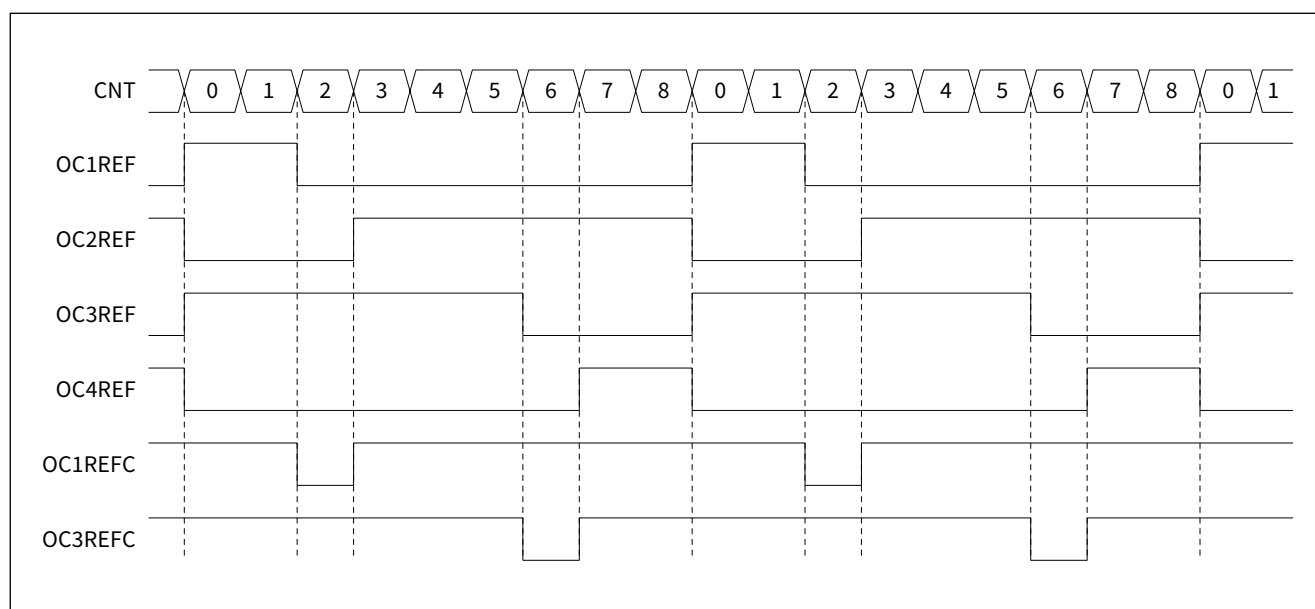 CNT 0 1 2 3 4 5 6 7 8 0 1 2 3 4 5 6 7 8 0 1
OC1REF
OC2REF
OC3REF
OC4REF
OC1REFC
OC3REFC